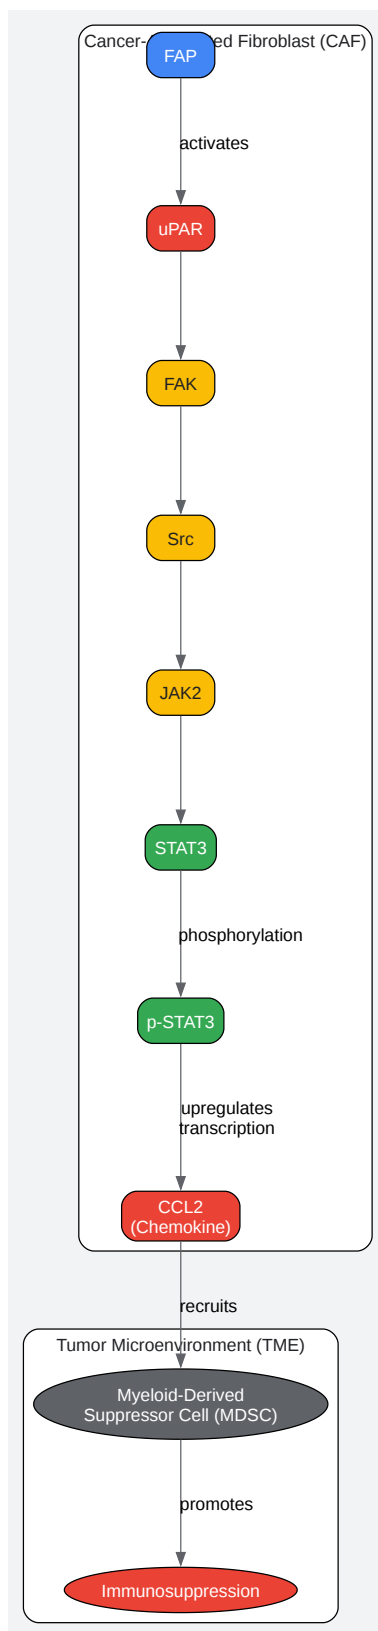 Cancer- ed Fibroblast (CAF)
FAP
activates
uPAR
FAK
Src
JAK2
STAT3
phosphorylation
p-STAT3
upregulates
transcription
CCL2
(Chemokine)
recruits
Tumor Microenvironment (TME)
Myeloid-Derived
Suppressor Cell (MDSC)
promotes
Immunosuppression